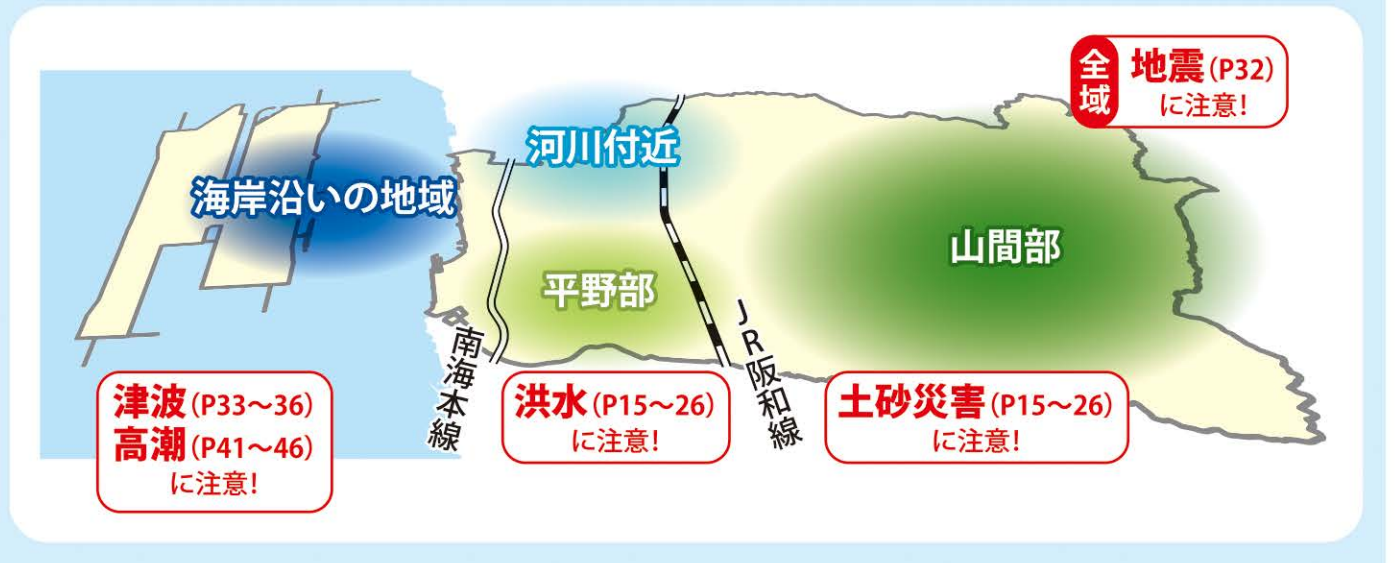 全域
地震(P32)
に注意!
河川付近
海岸沿いの地域
山間部
平野部
南海本線
JR阪和線
津波(P33～36)
高潮(P41～46)
に注意!
洪水(P15～26)
に注意!
土砂災害(P15～26)
に注意!